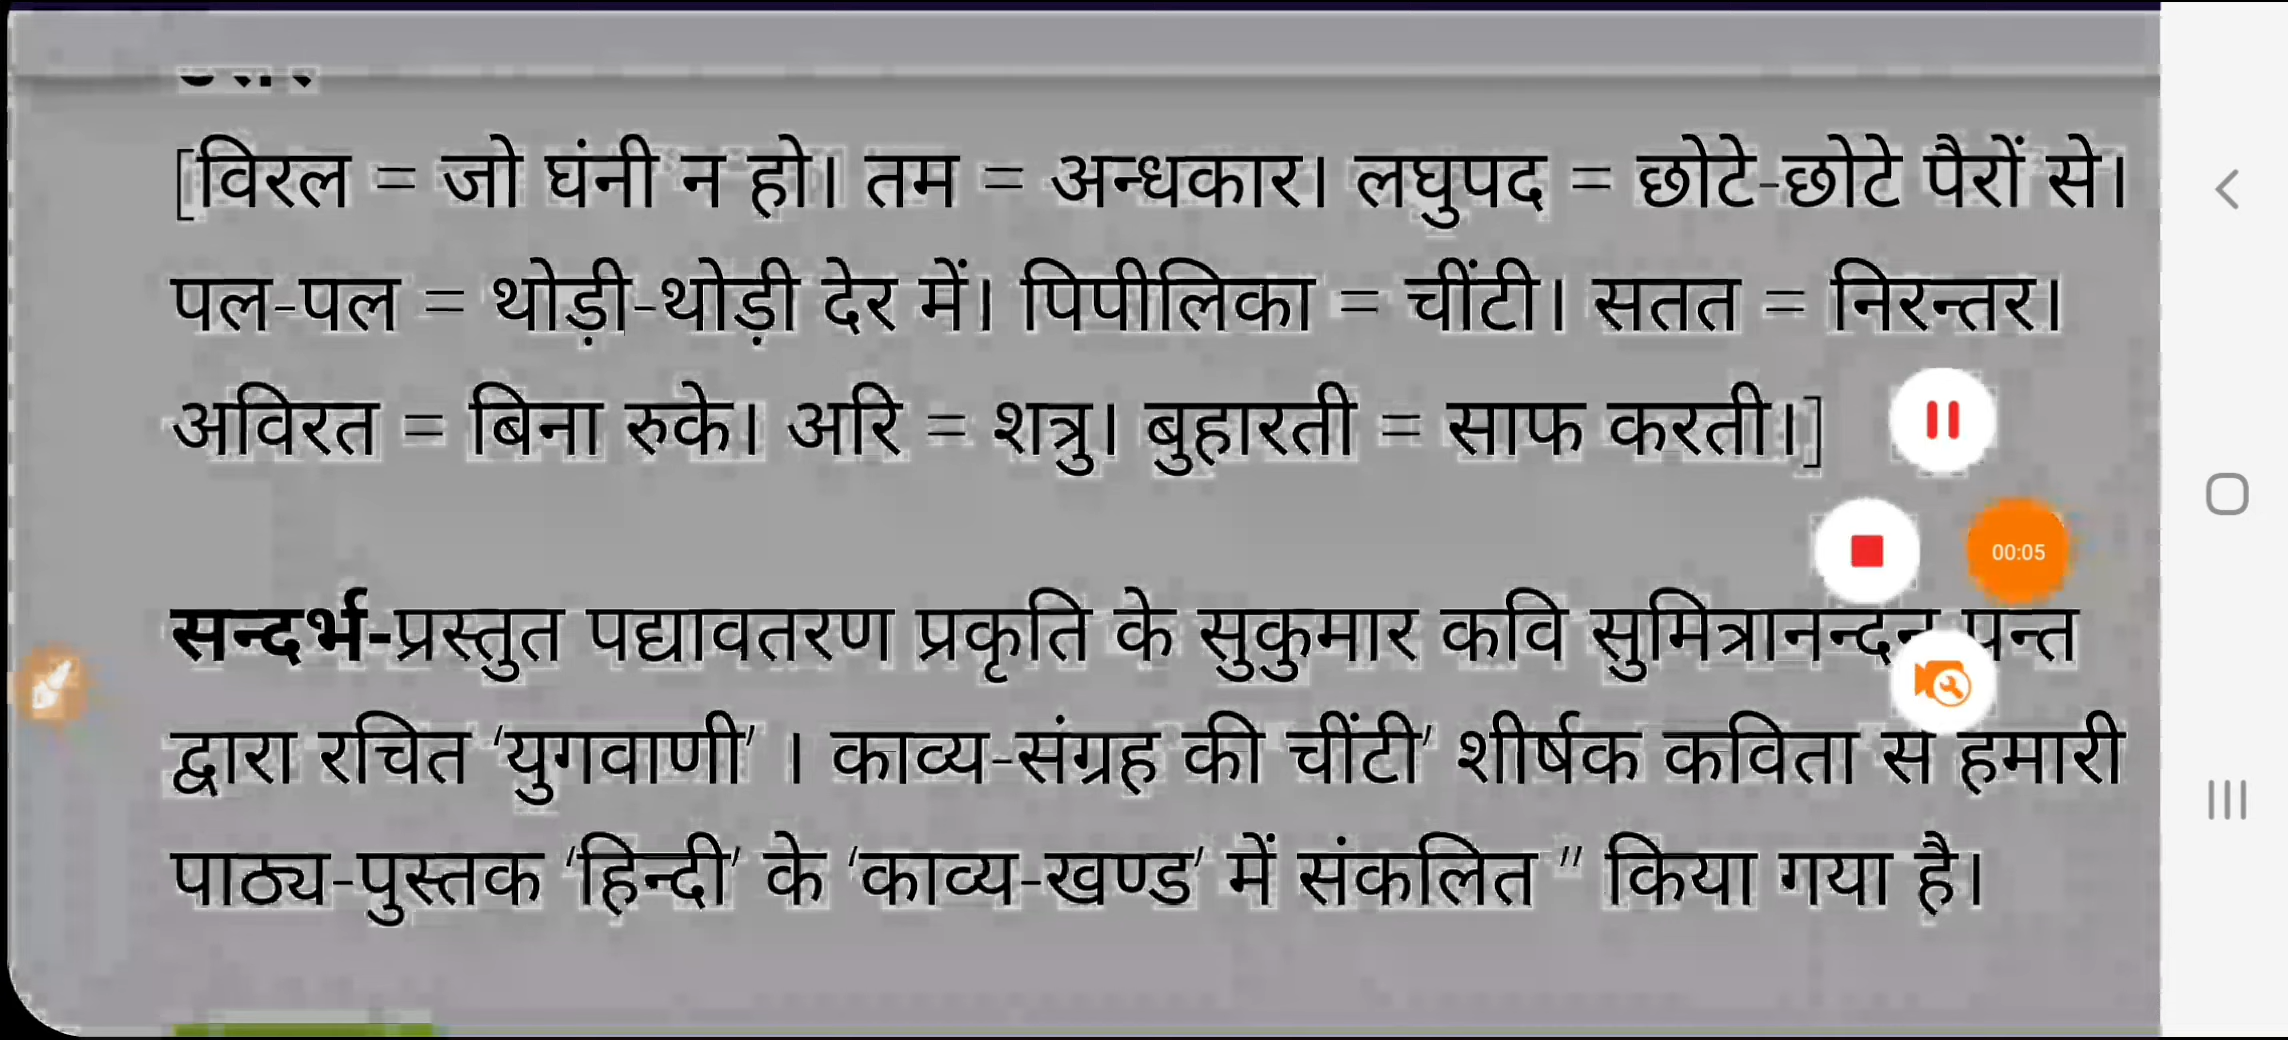 [विरल = जो घंनी न हो। तम = अन्धकार। लघुपद = छोटे-छोटे पैरों से।
पल-पल = थोड़ी-थोड़ी देर में। पिपीलिका = चींटी। सतत = निरन्तर।
अविरत = बिना रुके। अरि = शत्रु। बुहारती = साफ करती।]
00:05
सन्दर्भ-प्रस्तुत पद्यावतरण प्रकृति के सुकुमार कवि सुमित्रानन्दन पन्त
द्वारा रचित ‘युगवाणी’ । काव्य-संग्रह की चींटी’ शीर्षक कविता से हमारी
पाठ्य-पुस्तक ‘हिन्दी’ के ‘काव्य-खण्ड’ में संकलित ” किया गया है।